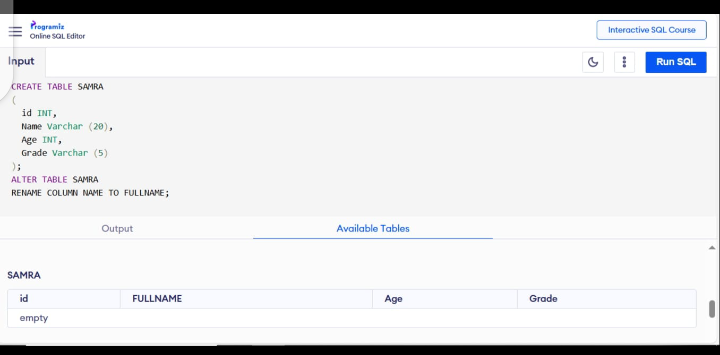 Programiz
Online SQL Editor
Interactive SQL Course
Input
Run SQL
CREATE TABLE SAMRA
(
id INT,
Name Varchar (20),
Age INT,
Grade Varchar (5)
);
ALTER TABLE SAMRA
RENAME COLUMN NAME TO FULLNAME;
Output
Available Tables
SAMRA
id FULLNAME Age Grade
empty